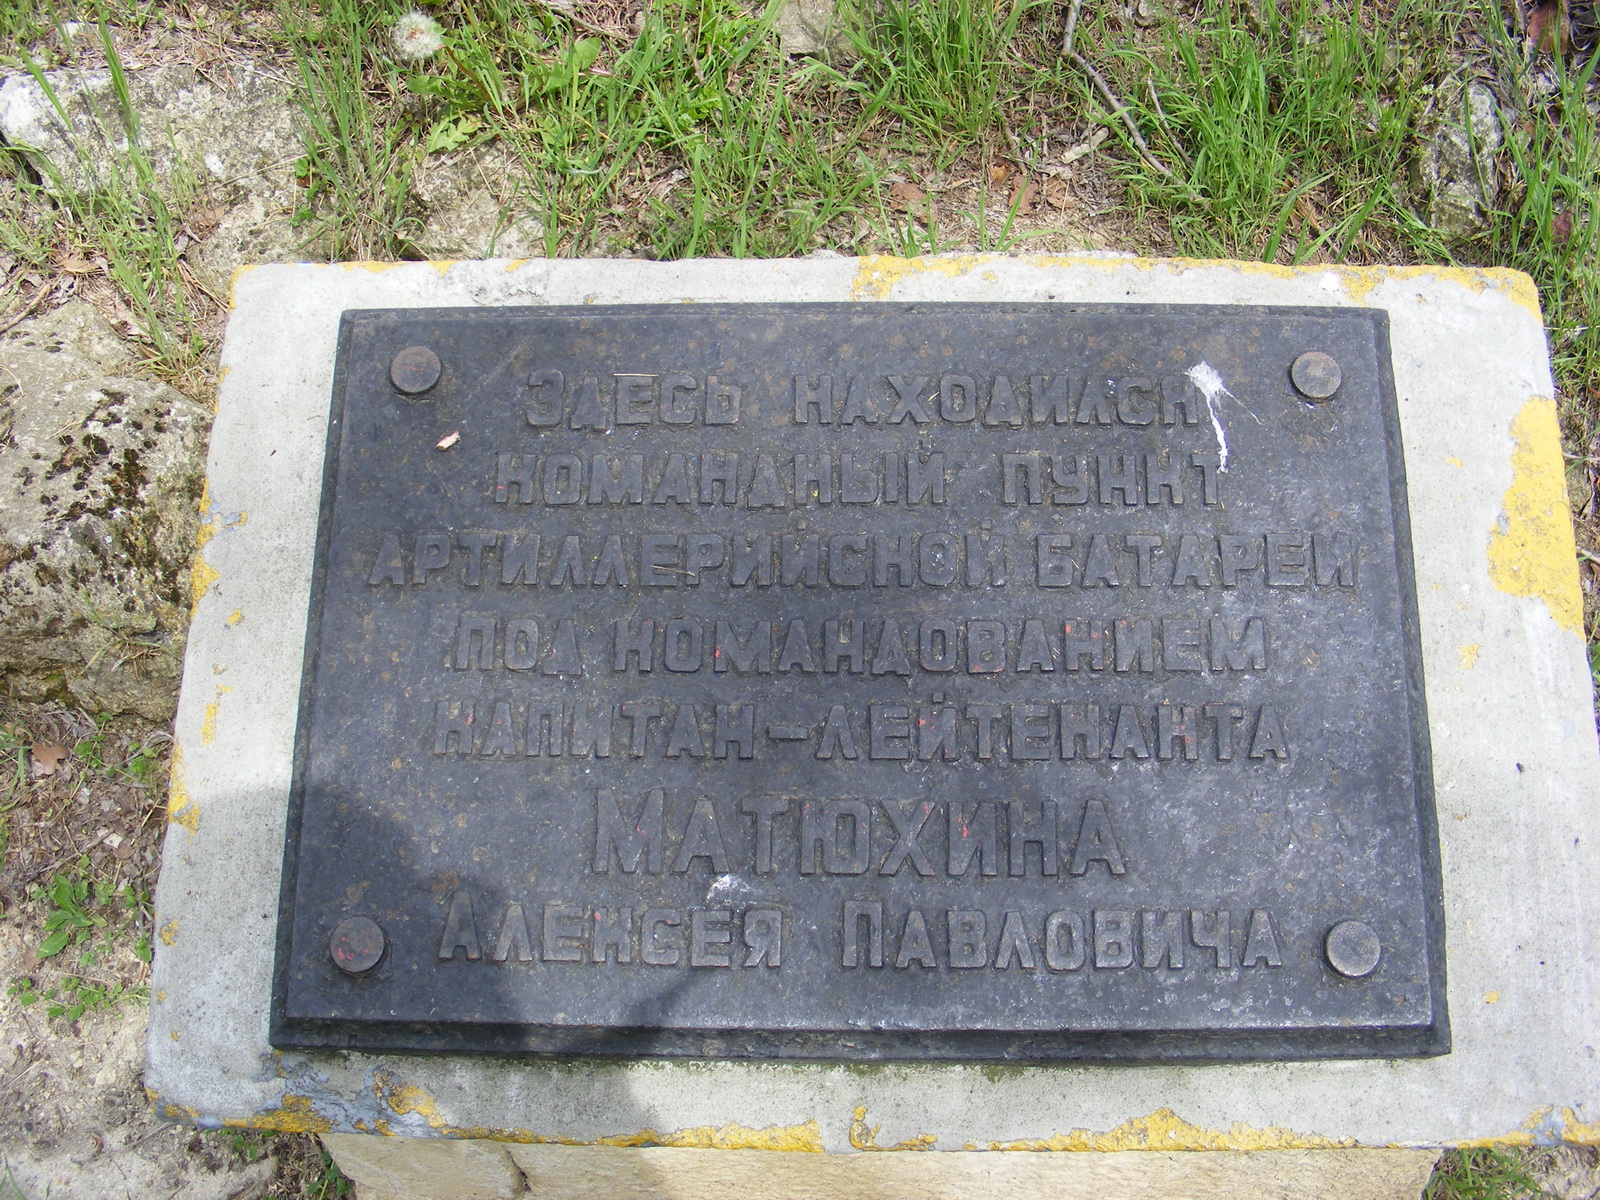 Здесь находился
командный пункт
артиллерийской батареи
под командованием
капитан-лейтенанта
Матюхина
Алексея Павловича